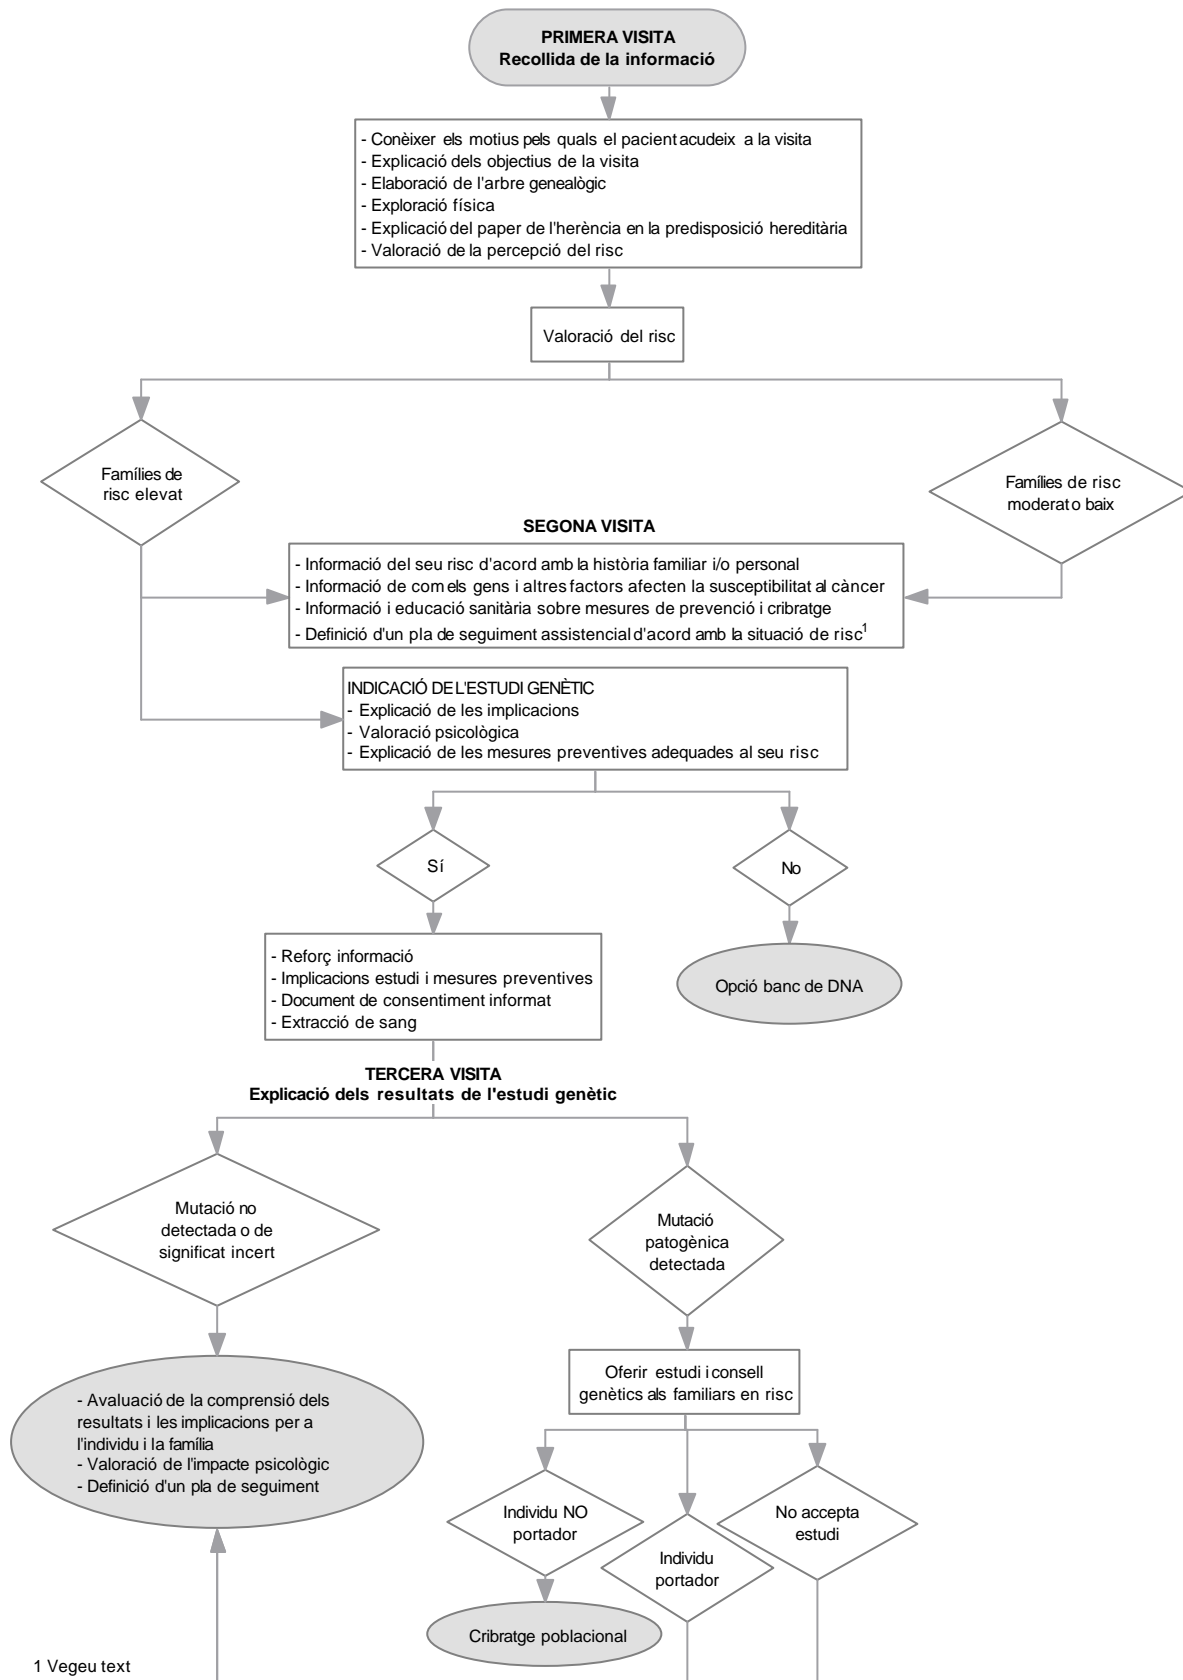 PRIMERA VISITA
Recollida de la informació
- Conèixer els motius pels quals el pacient acudeix a la visita
- Explicació dels objectius de la visita
- Elaboració de l'arbre genealògic
- Exploració física
- Explicació del paper de l'herència en la predisposició hereditària
- Valoració de la percepció del risc
Valoració del risc
Famílies de
risc elevat
Famílies de risc
moderat o baix
SEGONA VISITA
- Informació del seu risc d'acord amb la història familiar i/o personal
- Informació de com els gens i altres factors afecten la susceptibilitat al càncer
- Informació i educació sanitària sobre mesures de prevenció i cribratge
- Definició d'un pla de seguiment assistencial d'acord amb la situació de risc1
INDICACIÓ DE L'ESTUDI GENÈTIC
- Explicació de les implicacions
- Valoració psicològica
- Explicació de les mesures preventives adequades al seu risc
Sí
No
- Reforç informació
- Implicacions estudi i mesures preventives
- Document de consentiment informat
- Extracció de sang
Opció banc de DNA
TERCERA VISITA
Explicació dels resultats de l'estudi genètic
Mutació no
detectada o de
significat incert
Mutació
patogènica
detectada
Oferir estudi i consell
genètics als familiars en risc
- Avaluació de la comprensió dels
resultats i les implicacions per a
l'individu i la família
- Valoració de l'impacte psicològic
- Definició d'un pla de seguiment
Individu NO
portador
Individu
portador
No accepta
estudi
Cribratge poblacional
1 Vegeu text